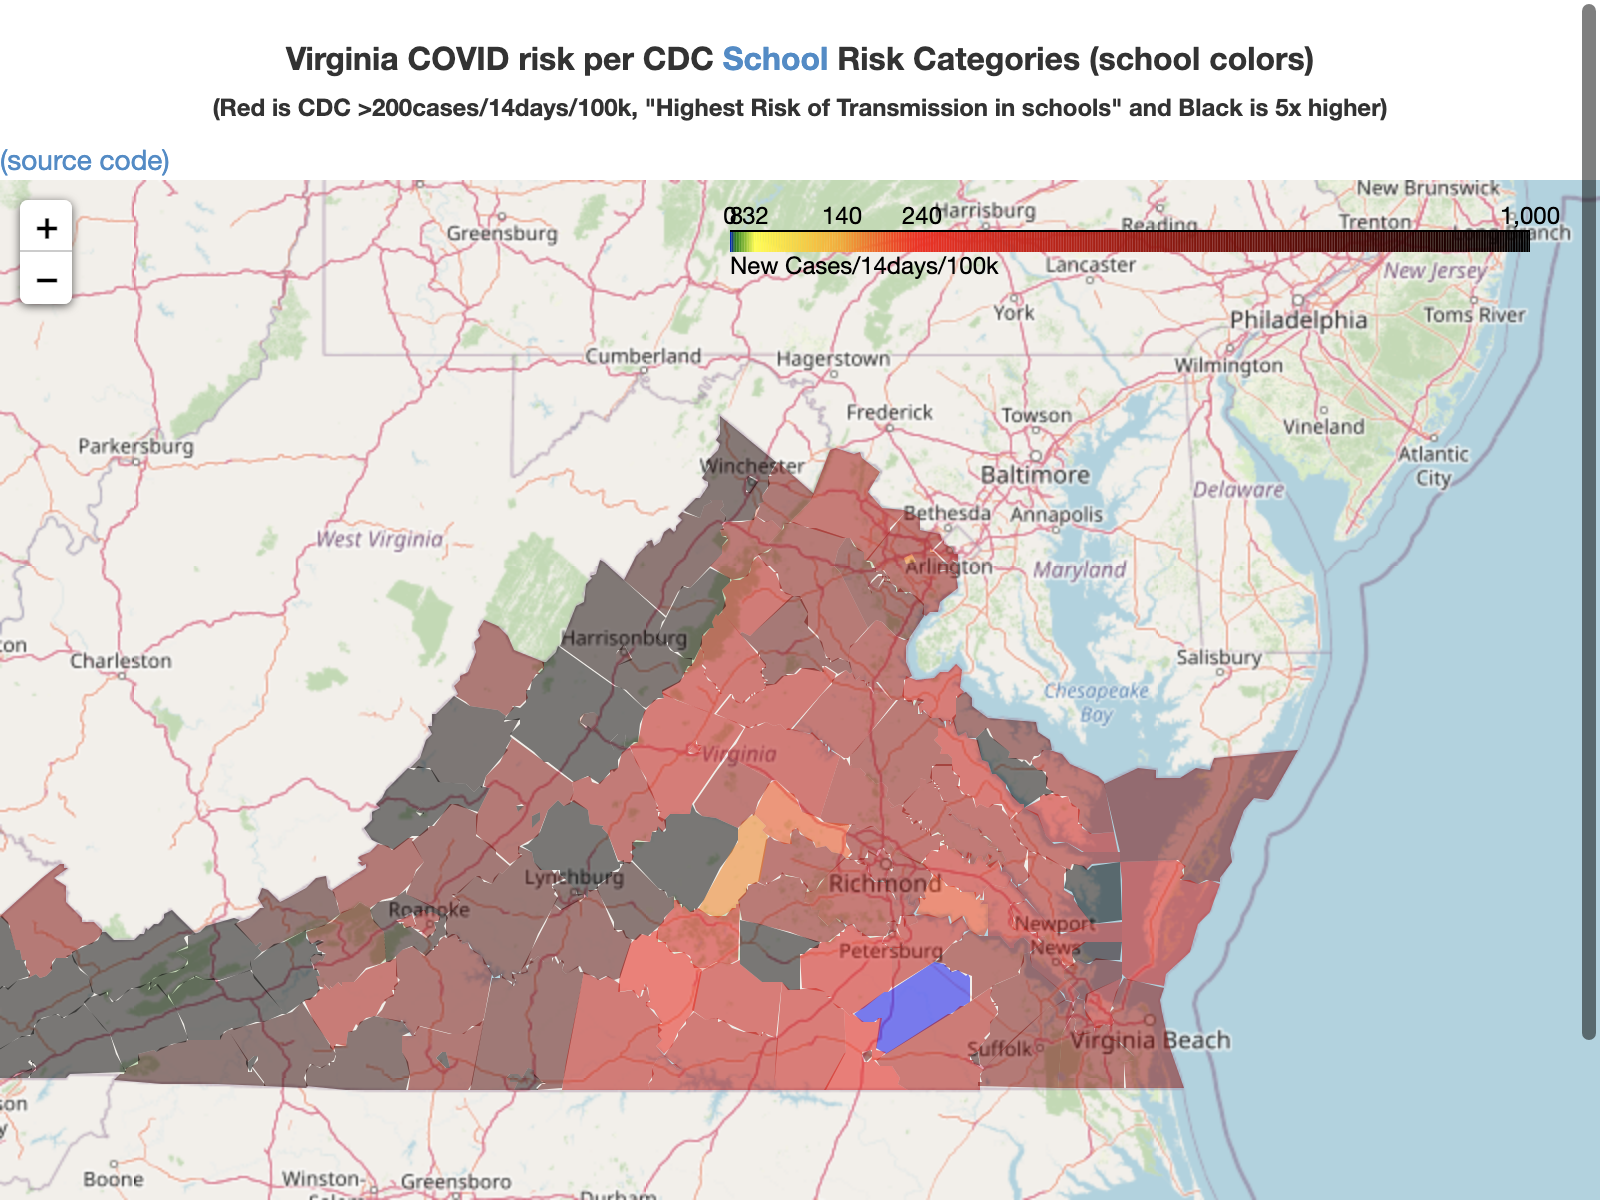 Virginia COVID risk per CDC School Risk Categories (school colors)
(Red is CDC >200cases/14days/100k, "Highest Risk of Transmission in schools" and Black is 5x higher)
(source code)
+
−
0832 140 240 1,000
New Cases/14days/100k
New Brunswick
Greensburg
Harrisburg
Reading
Trenton
Lancaster
New Jersey
York
Philadelphia
Toms River
Cumberland
Hagerstown
Wilmington
Frederick
Towson
Vineland
Parkersburg
Winchester
Baltimore
Atlantic
City
Delaware
Bethesda
Annapolis
West Virginia
Arlington
Maryland
Harrisonburg
Charleston
Salisbury
Chesapeake
Bay
Virginia
Lynchburg
Richmond
Roanoke
Newport
News
Petersburg
Suffolk
Virginia Beach
Boone
Winston-
Greensboro
Durham